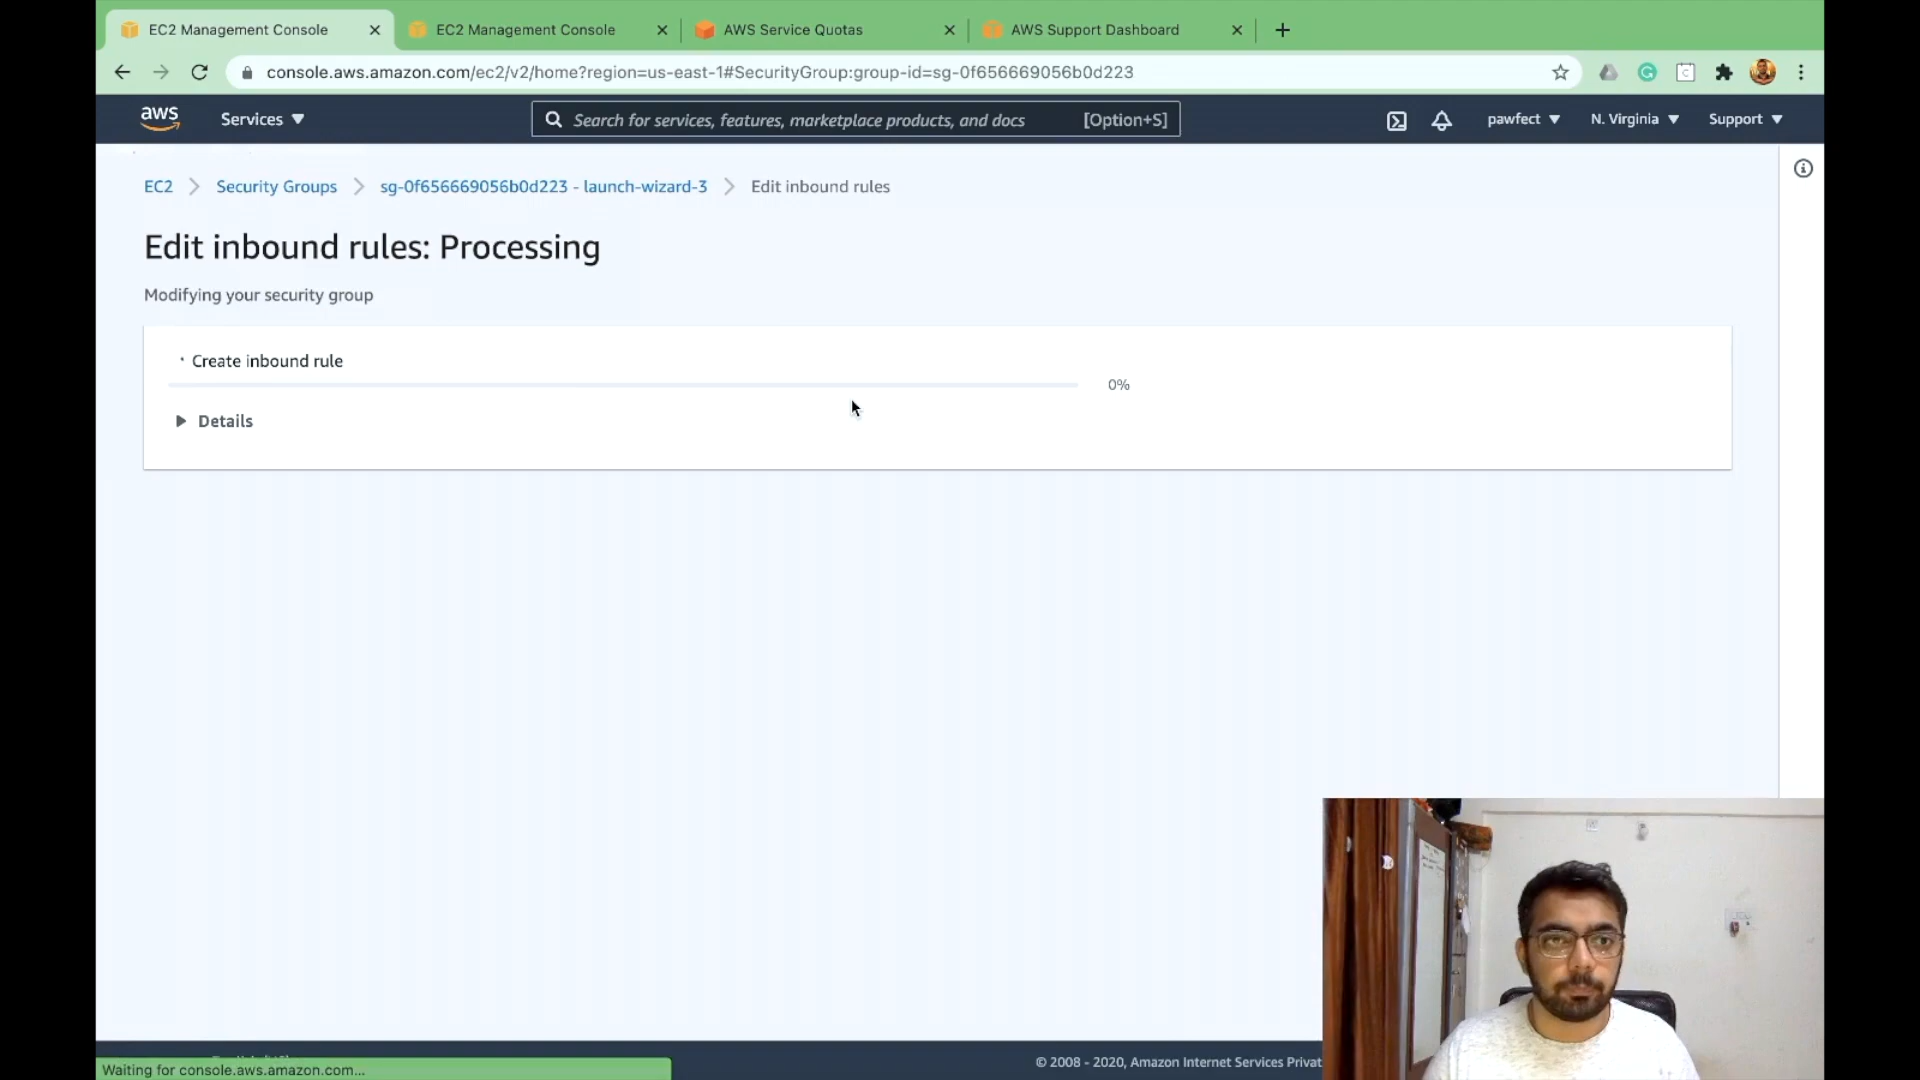 EC2 Management Console
EC2 Management Console
AWS Service Quotas
AWS Support Dashboard
console.aws.amazon.com/ec2/v2/home?region=us-east-1#SecurityGroup:group-id=sg-0f656669056b0d223
aws
Services
Search for services, features, marketplace products, and docs
[Option+S]
pawfect
N. Virginia
Support
EC2
Security Groups
sg-0f656669056b0d223 - launch-wizard-3
Edit inbound rules
Edit inbound rules: Processing
Modifying your security group
Create inbound rule
0%
Details
Waiting for console.aws.amazon.com...
© 2008 - 2020, Amazon Internet Services Privat